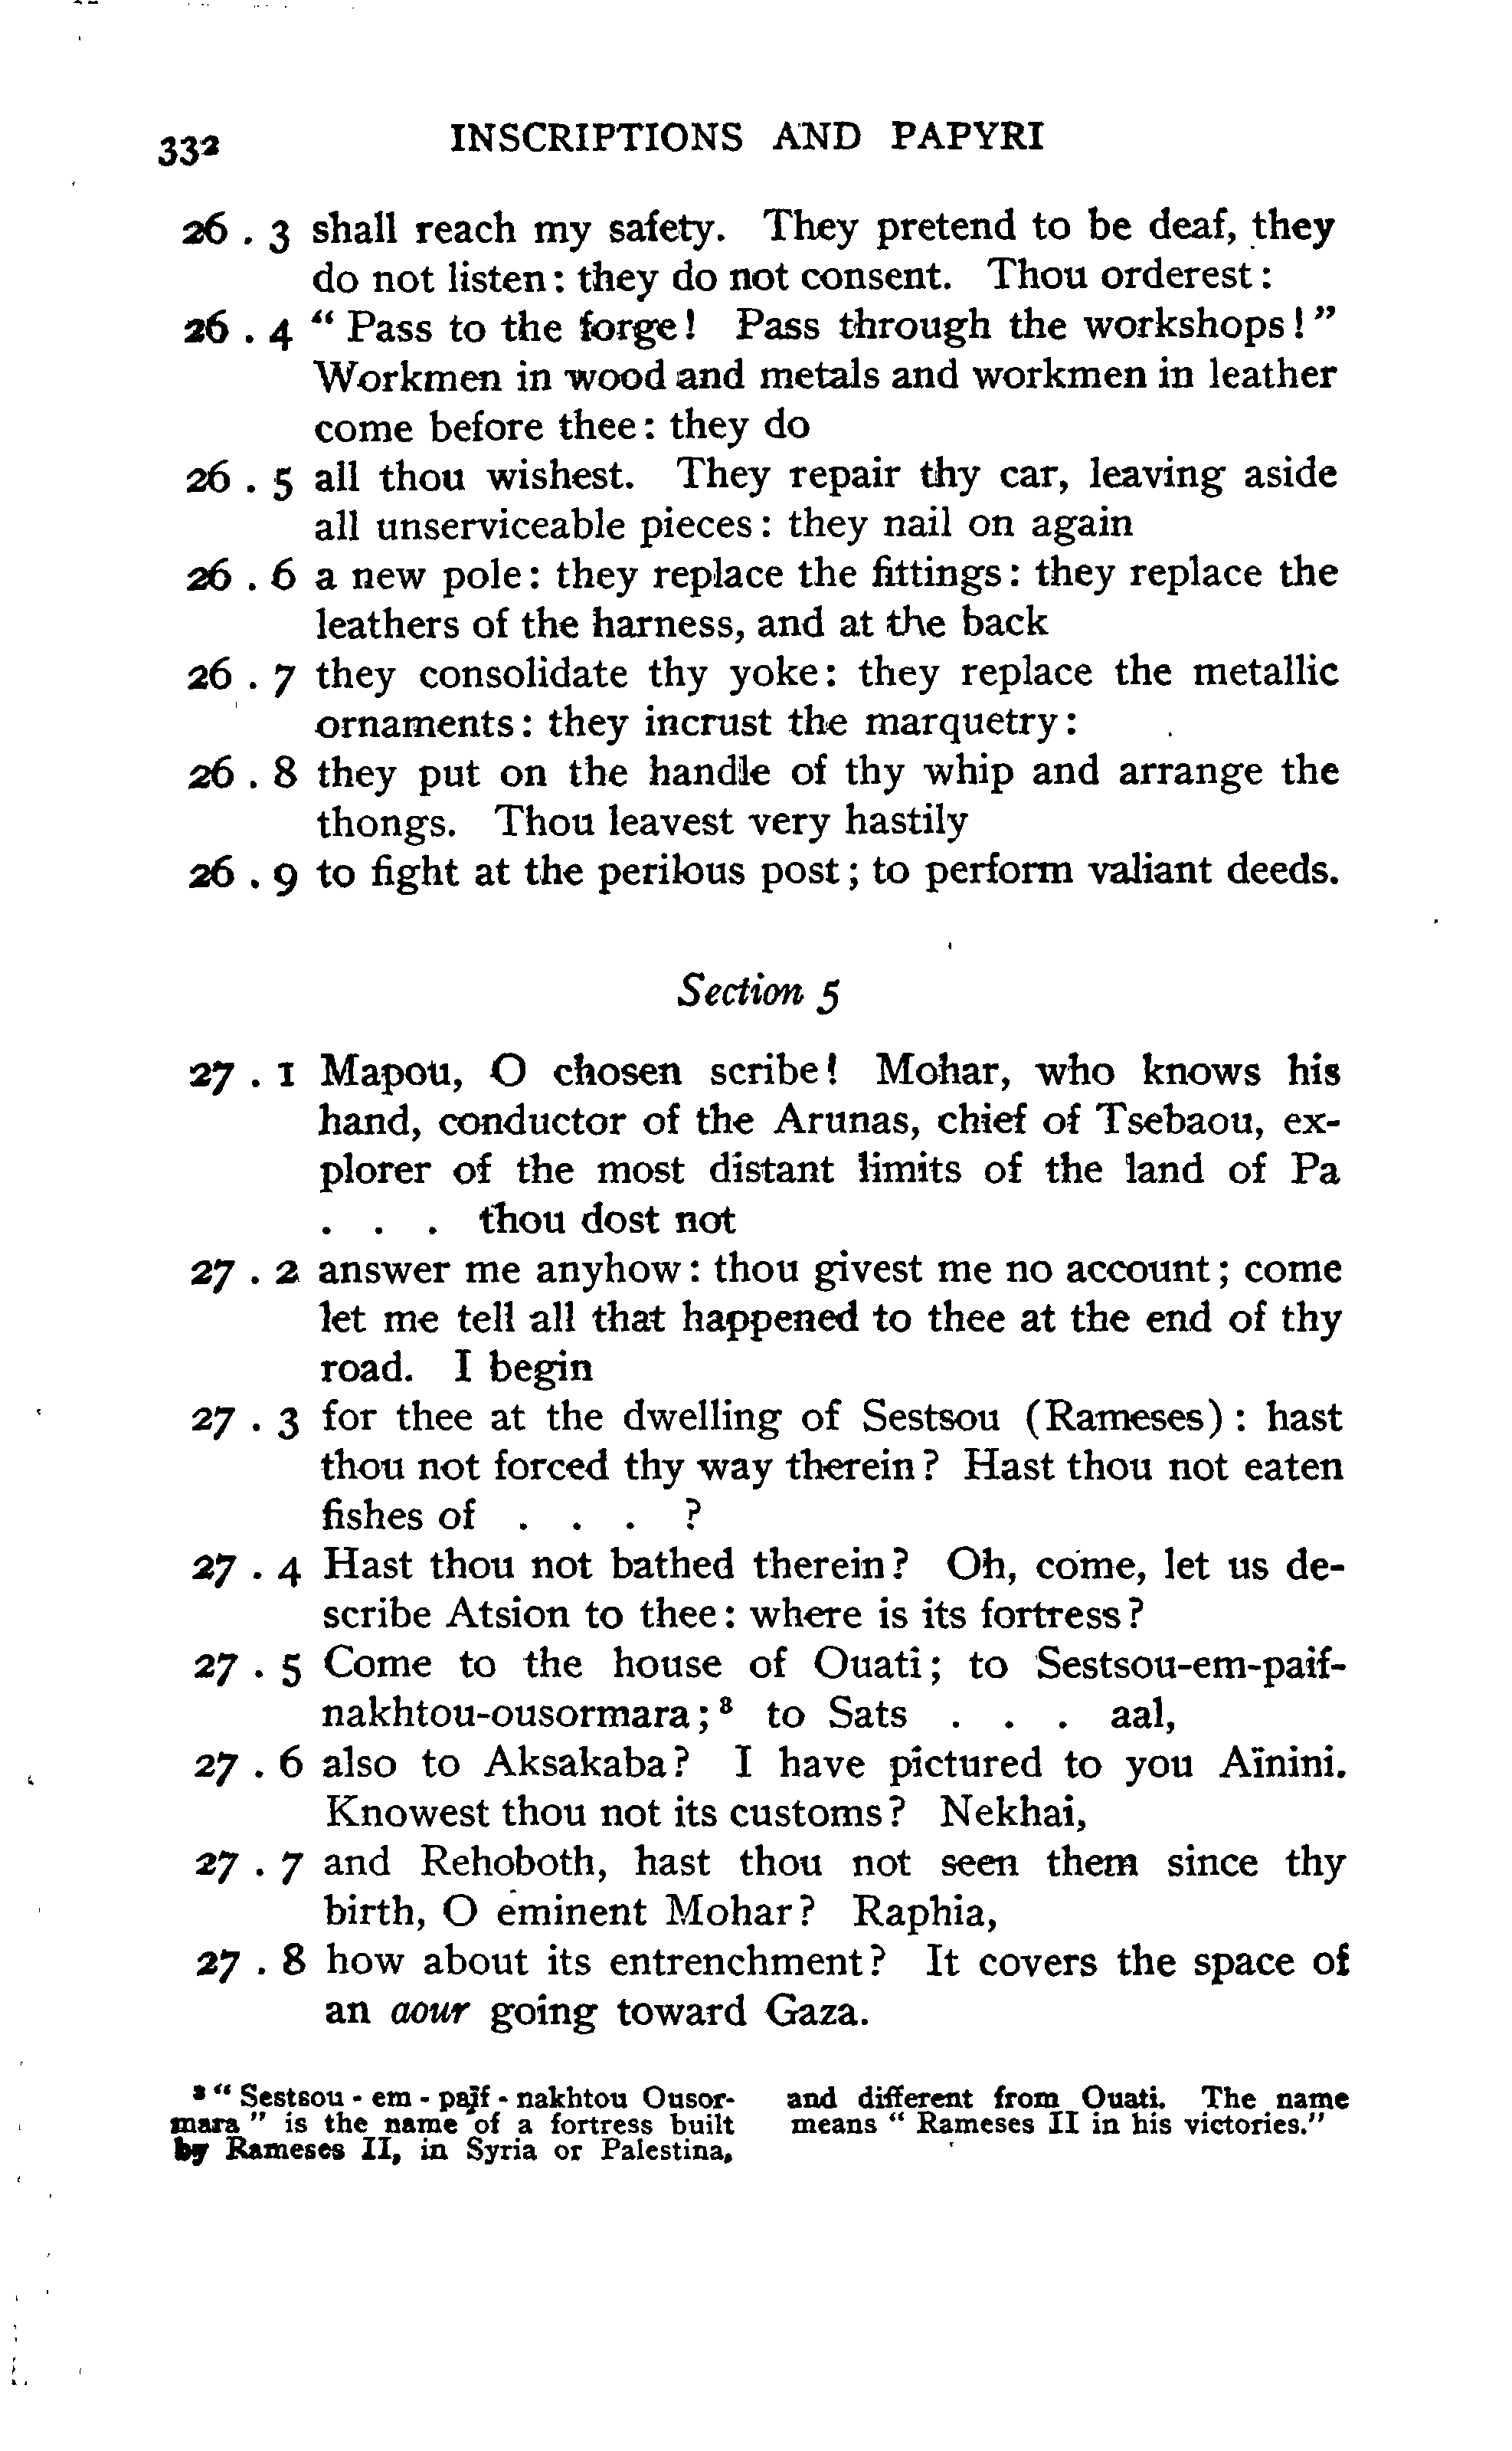 332 INSCRIPTIONS AND PAPYRI
26 . 3 shall reach my safety. They pretend to be deaf, they
do not listen: they do not consent. Thou orderest:
26 . 4 “ Pass to the forge! Pass through the workshops!”
Workmen in wood and metals and workmen in leather
come before thee: they do
26 . 5 all thou wishest. They repair thy car, leaving aside
all unserviceable pieces: they nail on again
26 . 6 a new pole: they replace the fittings: they replace the
leathers of the harness, and at the back
26 . 7 they consolidate thy yoke: they replace the metallic
ornaments: they incrust the marquetry:
26 . 8 they put on the handle of thy whip and arrange the
thongs. Thou leavest very hastily
26 . 9 to fight at the perilous post; to perform valiant deeds.
Section 5
27 . 1 Mapou, O chosen scribe! Mohar, who knows his
hand, conductor of the Arunas, chief of Tsebaou, ex-
plorer of the most distant limits of the land of Pa
. . . thou dost not
27 . 2 answer me anyhow: thou givest me no account; come
let me tell all that happened to thee at the end of thy
road. I begin
27 . 3 for thee at the dwelling of Sestsou (Rameses): hast
thou not forced thy way therein? Hast thou not eaten
fishes of . . . ?
27 . 4 Hast thou not bathed therein? Oh, come, let us de-
scribe Atsion to thee: where is its fortress?
27 . 5 Come to the house of Ouati; to Sestsou-em-paif-
nakhtou-ousormara;⁸ to Sats . . . aal,
27 . 6 also to Aksakaba? I have pictured to you Aïnini.
Knowest thou not its customs? Nekhai,
27 . 7 and Rehoboth, hast thou not seen them since thy
birth, O eminent Mohar? Raphia,
27 . 8 how about its entrenchment? It covers the space of
an aour going toward Gaza.
⁸ “ Sestsou - em - paif - nakhtou Ousor-
mara ” is the name of a fortress built
by Rameses II, in Syria or Palestina,
and different from Ouati. The name
means “ Rameses II in his victories.”